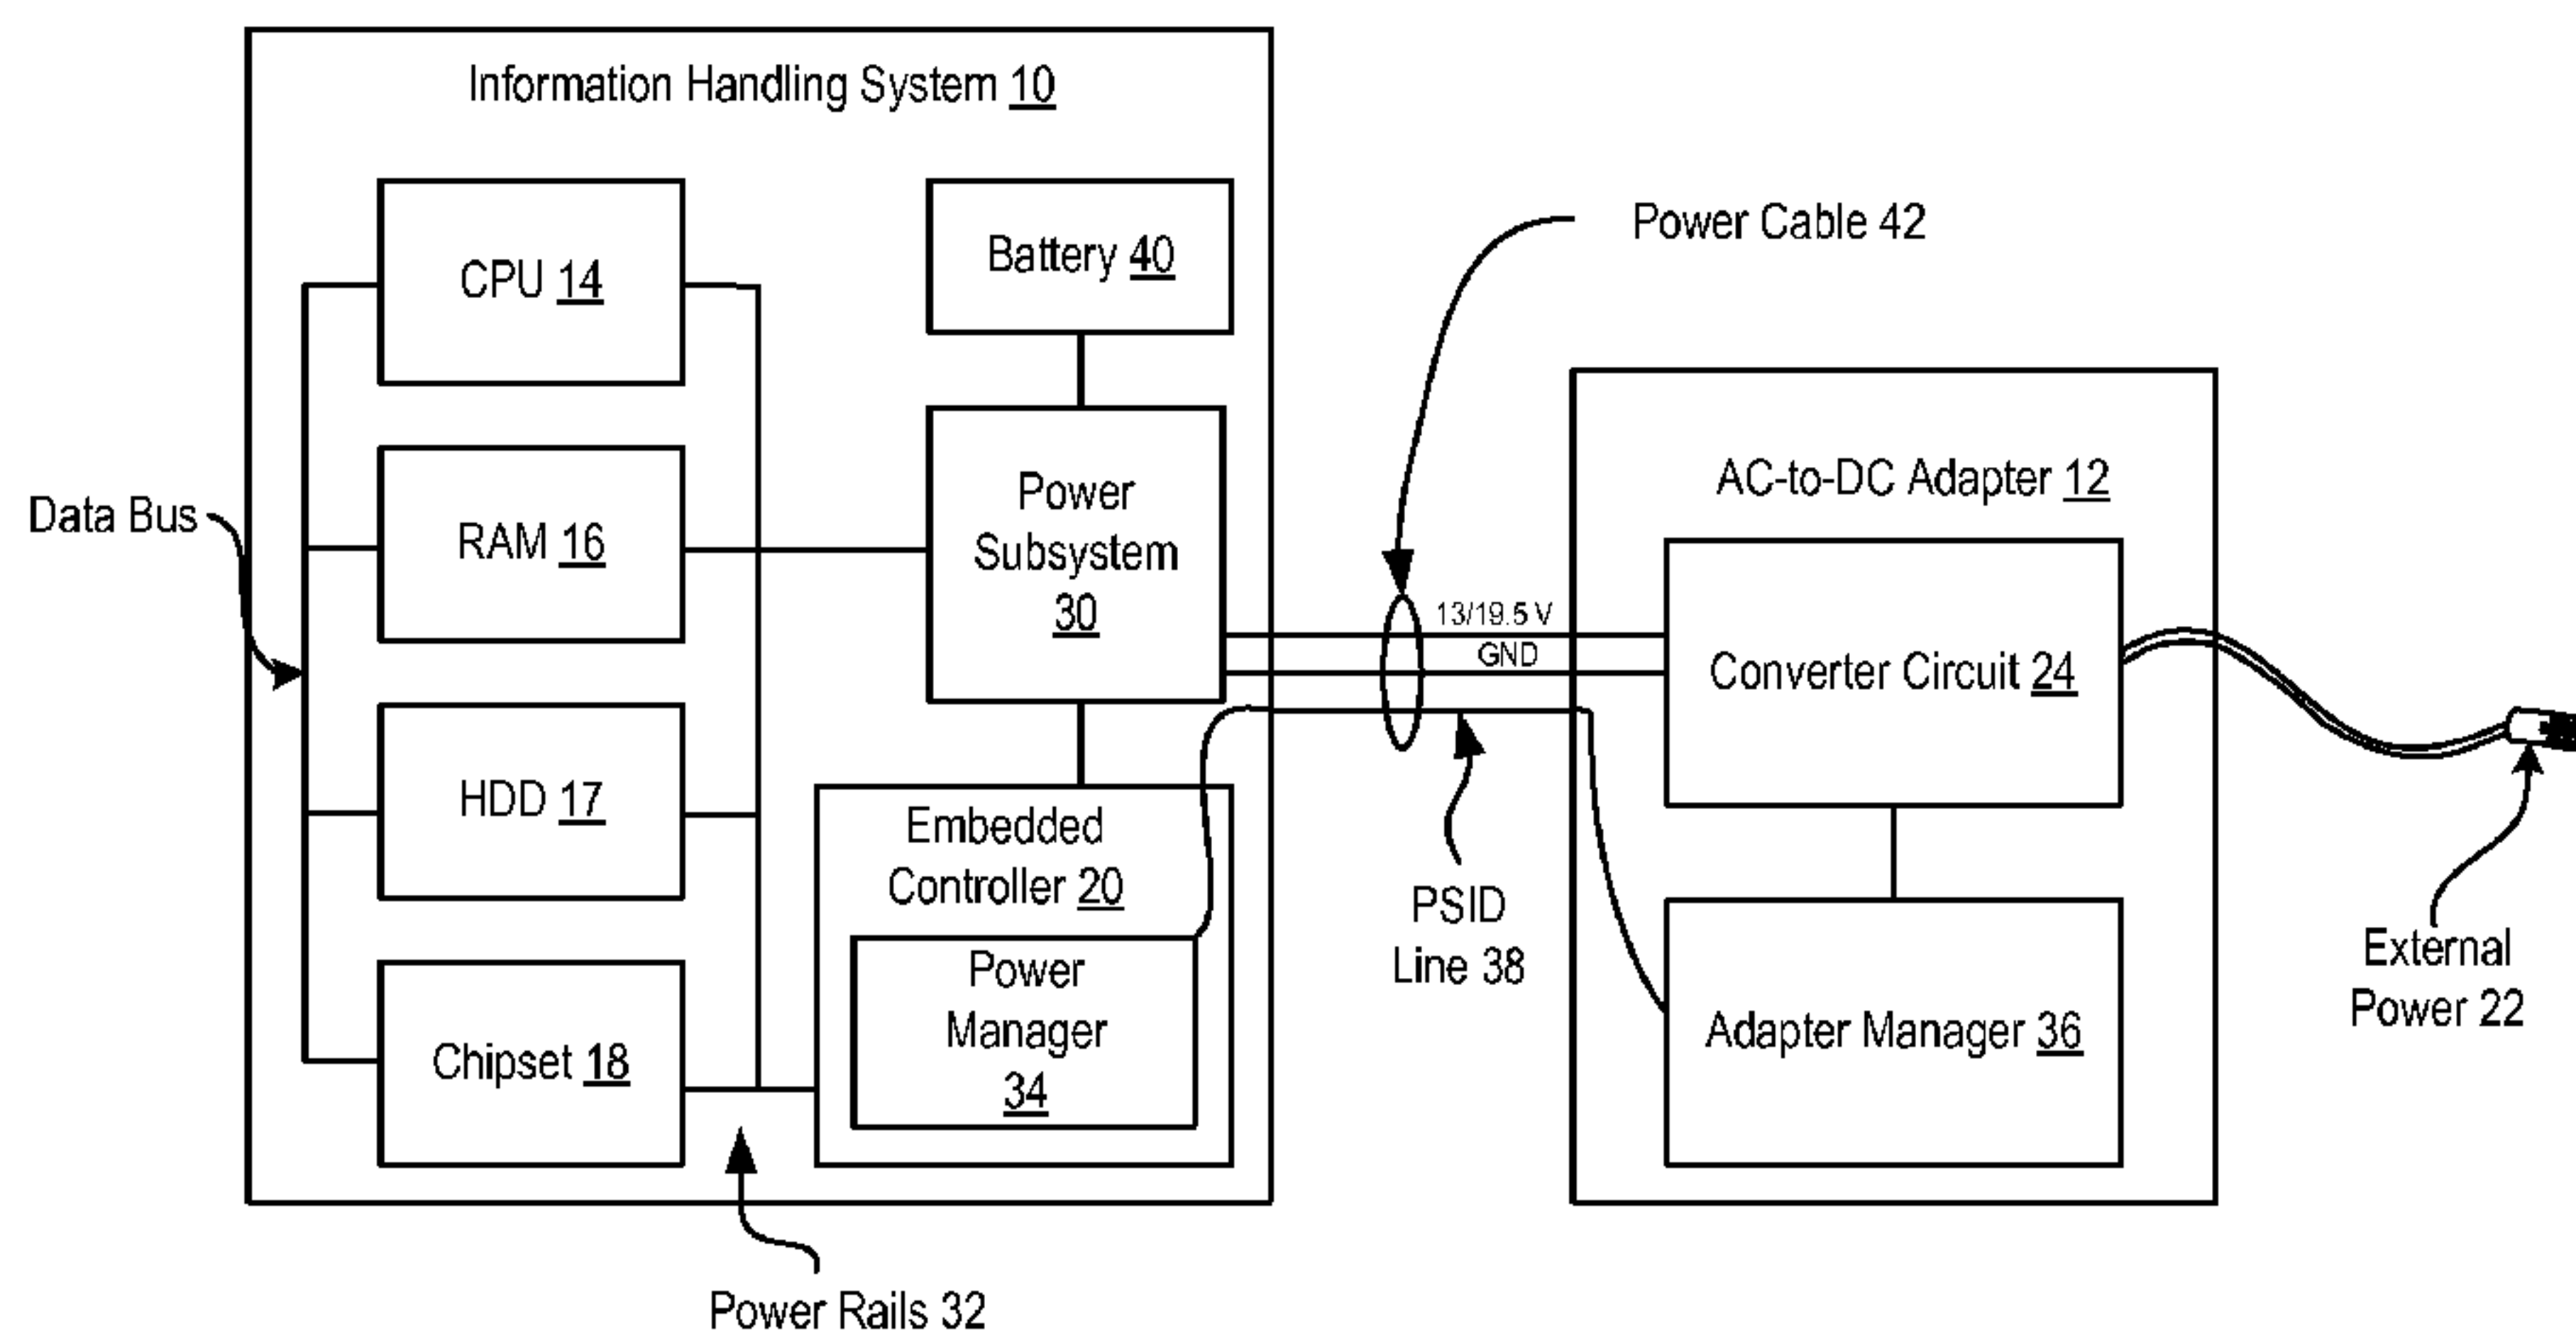 Information Handling System 10
CPU 14
Battery 40
Power Cable 42
Data Bus
RAM 16
Power
Subsystem
30
AC-to-DC Adapter 12
13/19.5 V
GND
Converter Circuit 24
HDD 17
Embedded
Controller 20
PSID
Line 38
External
Power 22
Chipset 18
Power
Manager
34
Adapter Manager 36
Power Rails 32